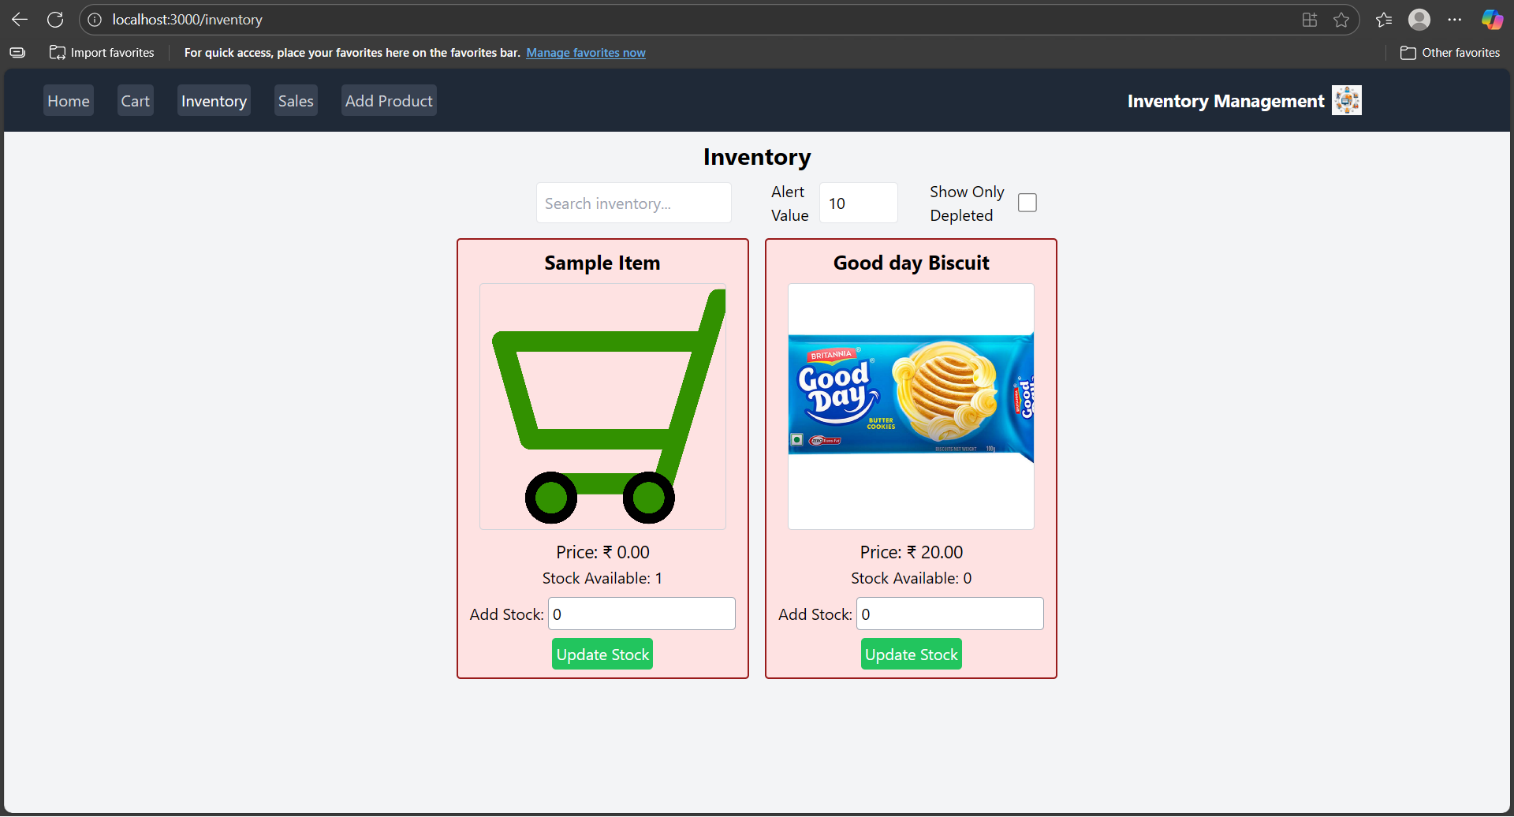 localhost:3000/inventory
Import favorites
For quick access, place your favorites here on the favorites bar. Manage favorites now
Other favorites
Home
Cart
Inventory
Sales
Add Product
Inventory Management
Inventory
Search inventory...
Alert
Value
10
Show Only
Depleted
Sample Item
Price: ₹ 0.00
Stock Available: 1
Add Stock: 0
Update Stock
Good day Biscuit
BRITANNIA
Good
Day
BUTTER
COOKIES
Price: ₹ 20.00
Stock Available: 0
Add Stock: 0
Update Stock